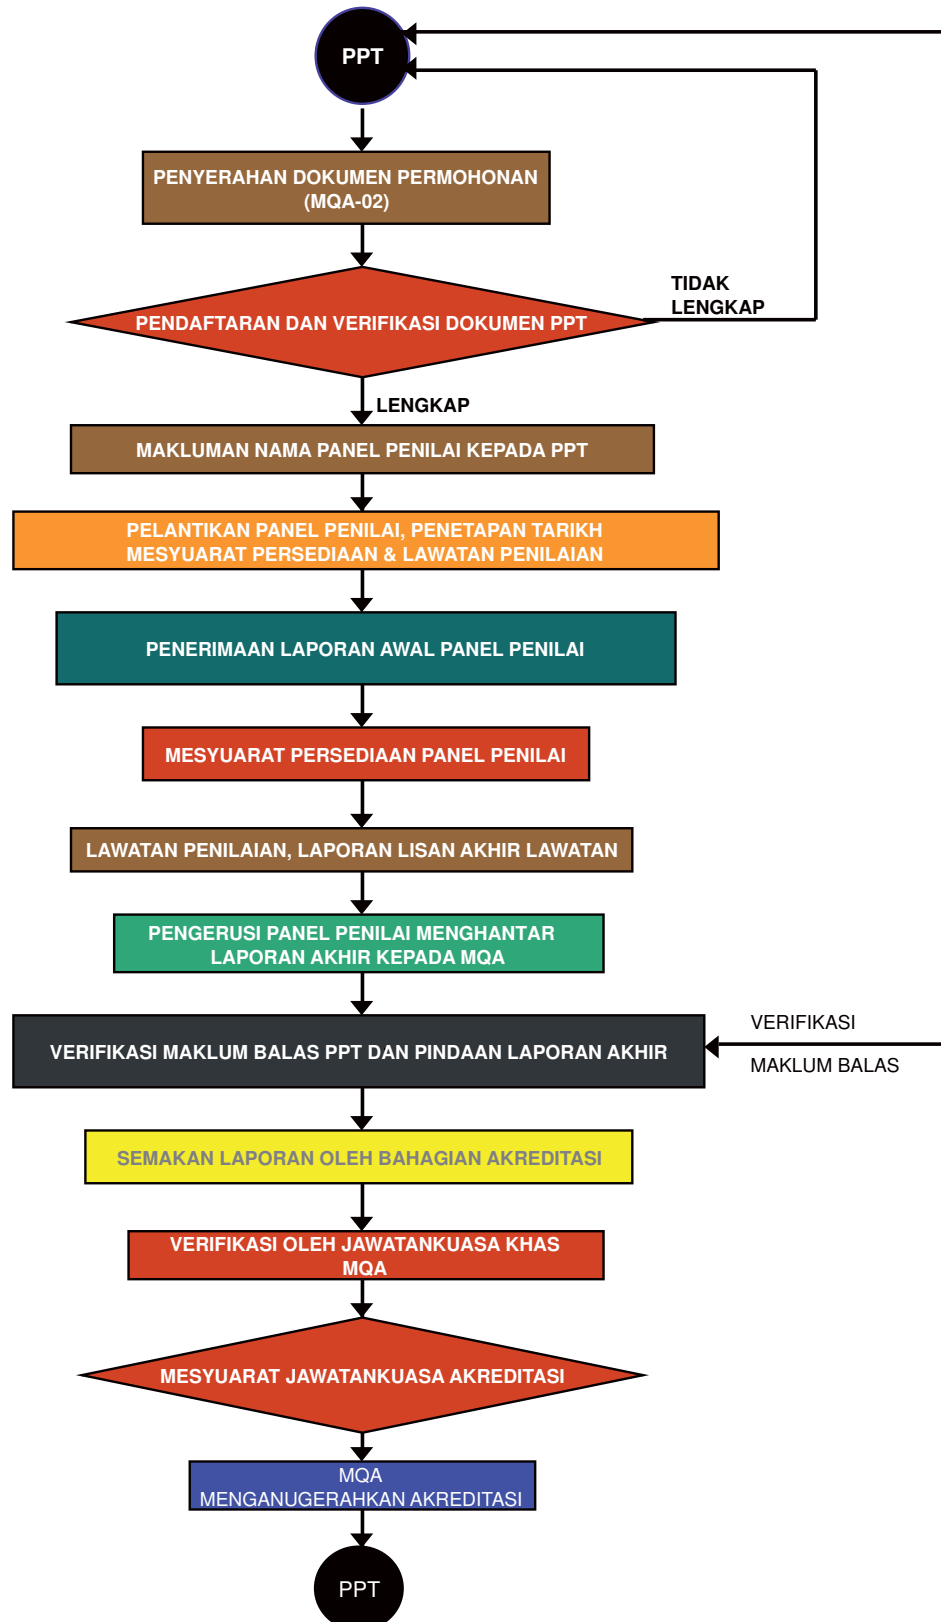 PPT
PENYERAHAN DOKUMEN PERMOHONAN
(MQA-02)
TIDAK
LENGKAP
PENDAFTARAN DAN VERIFIKASI DOKUMEN PPT
LENGKAP
MAKLUMAN NAMA PANEL PENILAI KEPADA PPT
PELANTIKAN PANEL PENILAI, PENETAPAN TARIKH
MESYUARAT PERSEDIAAN & LAWATAN PENILAIAN
PENERIMAAN LAPORAN AWAL PANEL PENILAI
MESYUARAT PERSEDIAAN PANEL PENILAI
LAWATAN PENILAIAN, LAPORAN LISAN AKHIR LAWATAN
PENGERUSI PANEL PENILAI MENGHANTAR
LAPORAN AKHIR KEPADA MQA
VERIFIKASI
VERIFIKASI MAKLUM BALAS PPT DAN PINDAAN LAPORAN AKHIR
MAKLUM BALAS
SEMAKAN LAPORAN OLEH BAHAGIAN AKREDITASI
VERIFIKASI OLEH JAWATANKUASA KHAS
MQA
MESYUARAT JAWATANKUASA AKREDITASI
MQA
MENGANUGERAHKAN AKREDITASI
PPT